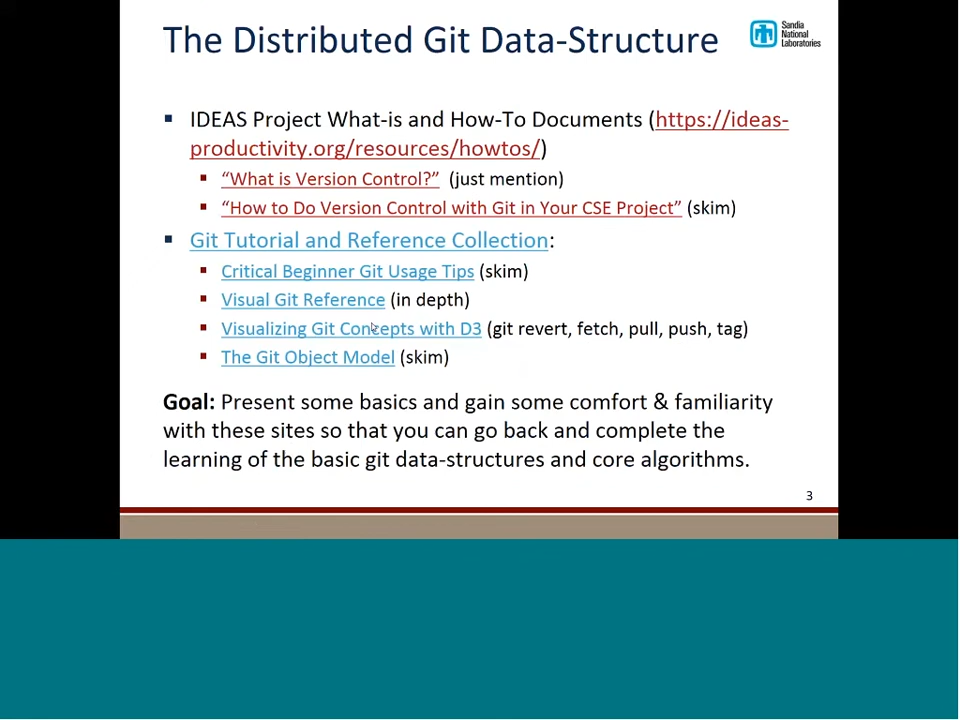 The Distributed Git Data-Structure
Sandia
National
Laboratories
IDEAS Project What-is and How-To Documents (https://ideas-
productivity.org/resources/howtos/)
“What is Version Control?” (just mention)
“How to Do Version Control with Git in Your CSE Project” (skim)
Git Tutorial and Reference Collection:
Critical Beginner Git Usage Tips (skim)
Visual Git Reference (in depth)
Visualizing Git Concepts with D3 (git revert, fetch, pull, push, tag)
The Git Object Model (skim)
Goal: Present some basics and gain some comfort & familiarity
with these sites so that you can go back and complete the
learning of the basic git data-structures and core algorithms.
3